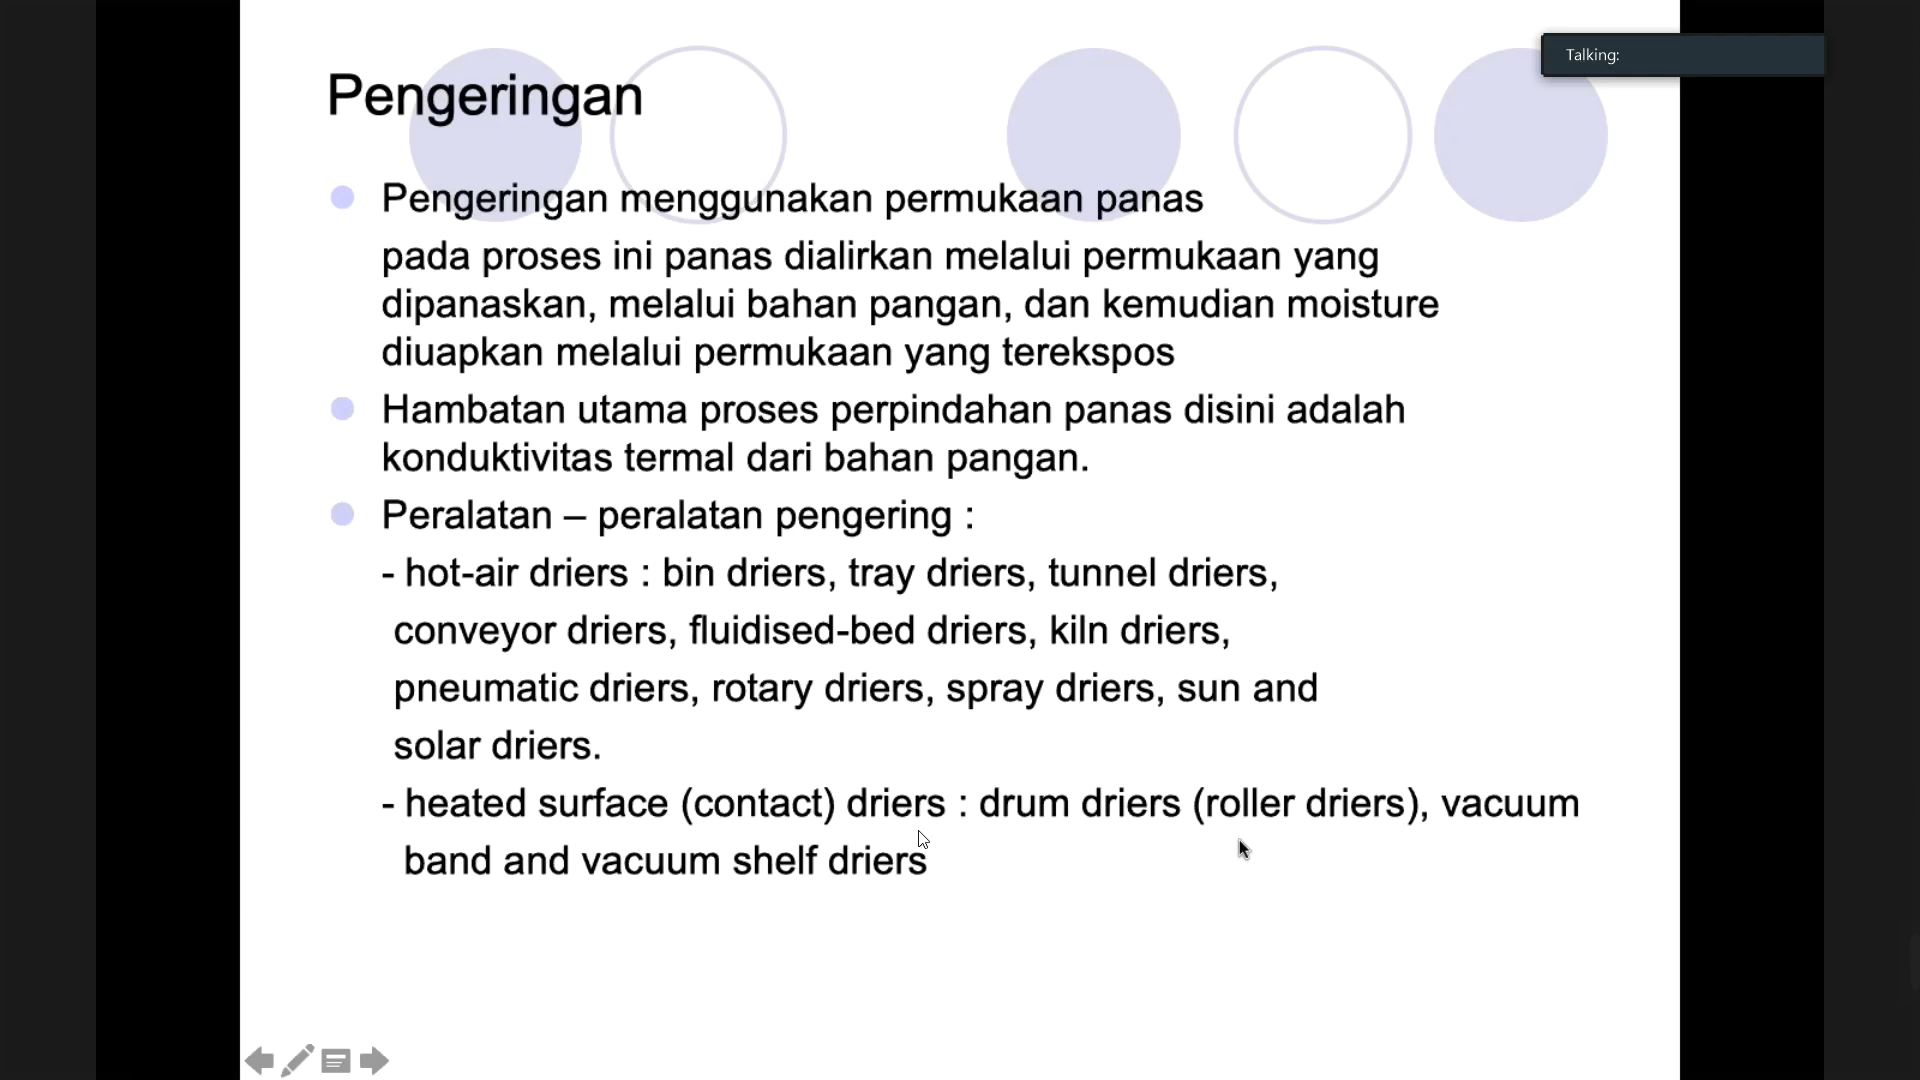 Talking:
Pengeringan
Pengeringan menggunakan permukaan panas
pada proses ini panas dialirkan melalui permukaan yang
dipanaskan, melalui bahan pangan, dan kemudian moisture
diuapkan melalui permukaan yang terekspos
Hambatan utama proses perpindahan panas disini adalah
konduktivitas termal dari bahan pangan.
Peralatan – peralatan pengering :
- hot-air driers : bin driers, tray driers, tunnel driers,
conveyor driers, fluidised-bed driers, kiln driers,
pneumatic driers, rotary driers, spray driers, sun and
solar driers.
- heated surface (contact) driers : drum driers (roller driers), vacuum
band and vacuum shelf driers